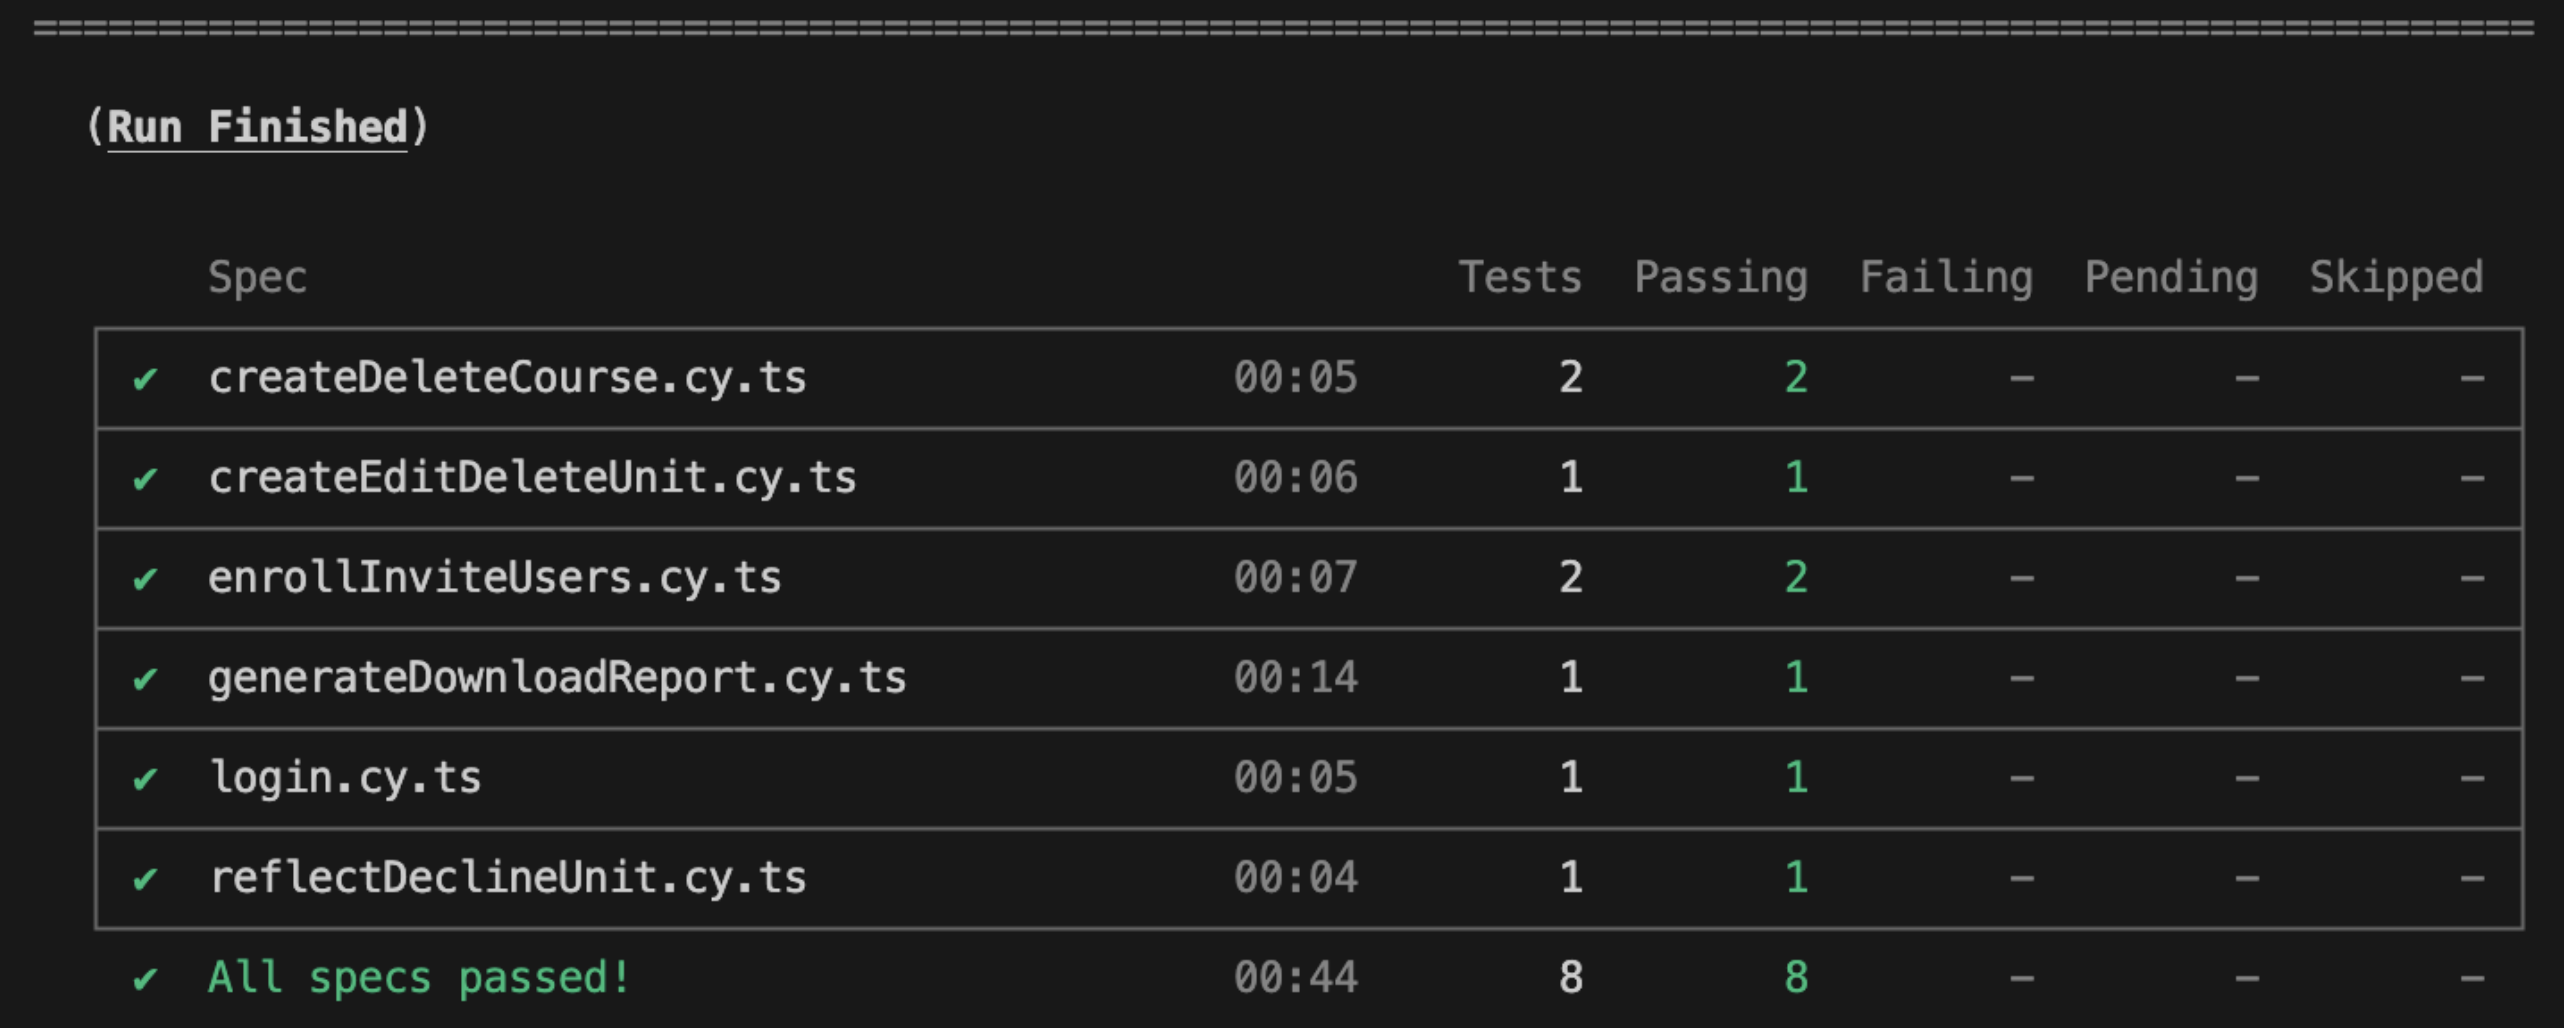 ====================================================================================================
(Run Finished)
Spec Tests Passing Failing Pending Skipped
✔ createDeleteCourse.cy.ts 00:05 2 2 - - -
✔ createEditDeleteUnit.cy.ts 00:06 1 1 - - -
✔ enrollInviteUsers.cy.ts 00:07 2 2 - - -
✔ generateDownloadReport.cy.ts 00:14 1 1 - - -
✔ login.cy.ts 00:05 1 1 - - -
✔ reflectDeclineUnit.cy.ts 00:04 1 1 - - -
✔ All specs passed! 00:44 8 8 - - -